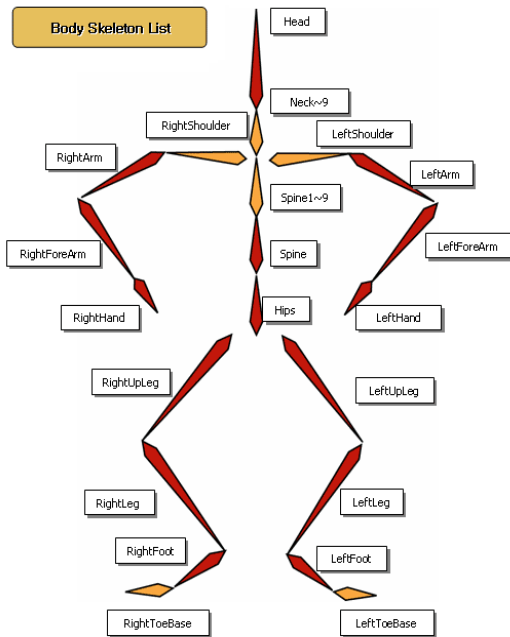 Body Skeleton List
Head
Neck~9
RightShoulder
LeftShoulder
RightArm
LeftArm
Spine1~9
RightForeArm
Spine
LeftForeArm
RightHand
Hips
LeftHand
RightUpLeg
LeftUpLeg
RightLeg
LeftLeg
RightFoot
LeftFoot
RightToeBase
LeftToeBase